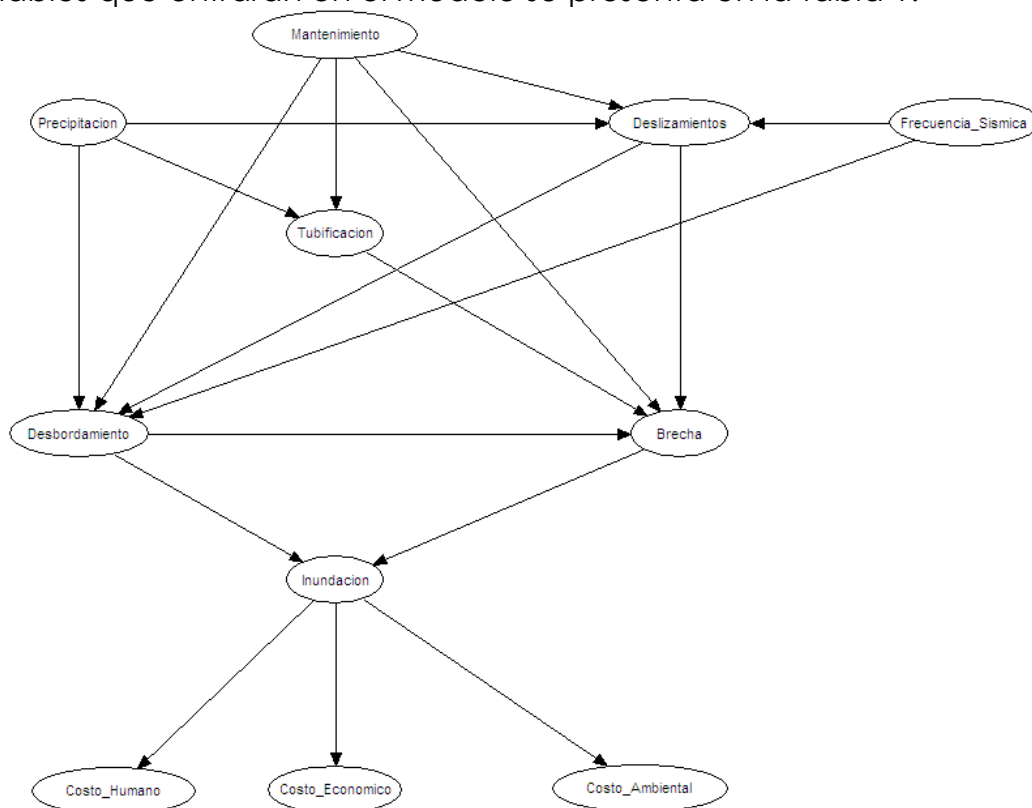 que entrarán en el modelo se presenta en la Tabla 1.
Mantenimiento
Precipitacion
Deslizamientos
Frecuencia_Sismica
Tubificacion
Desbordamiento
Brecha
Inundacion
Costo_Humano
Costo_Economico
Costo_Ambiental